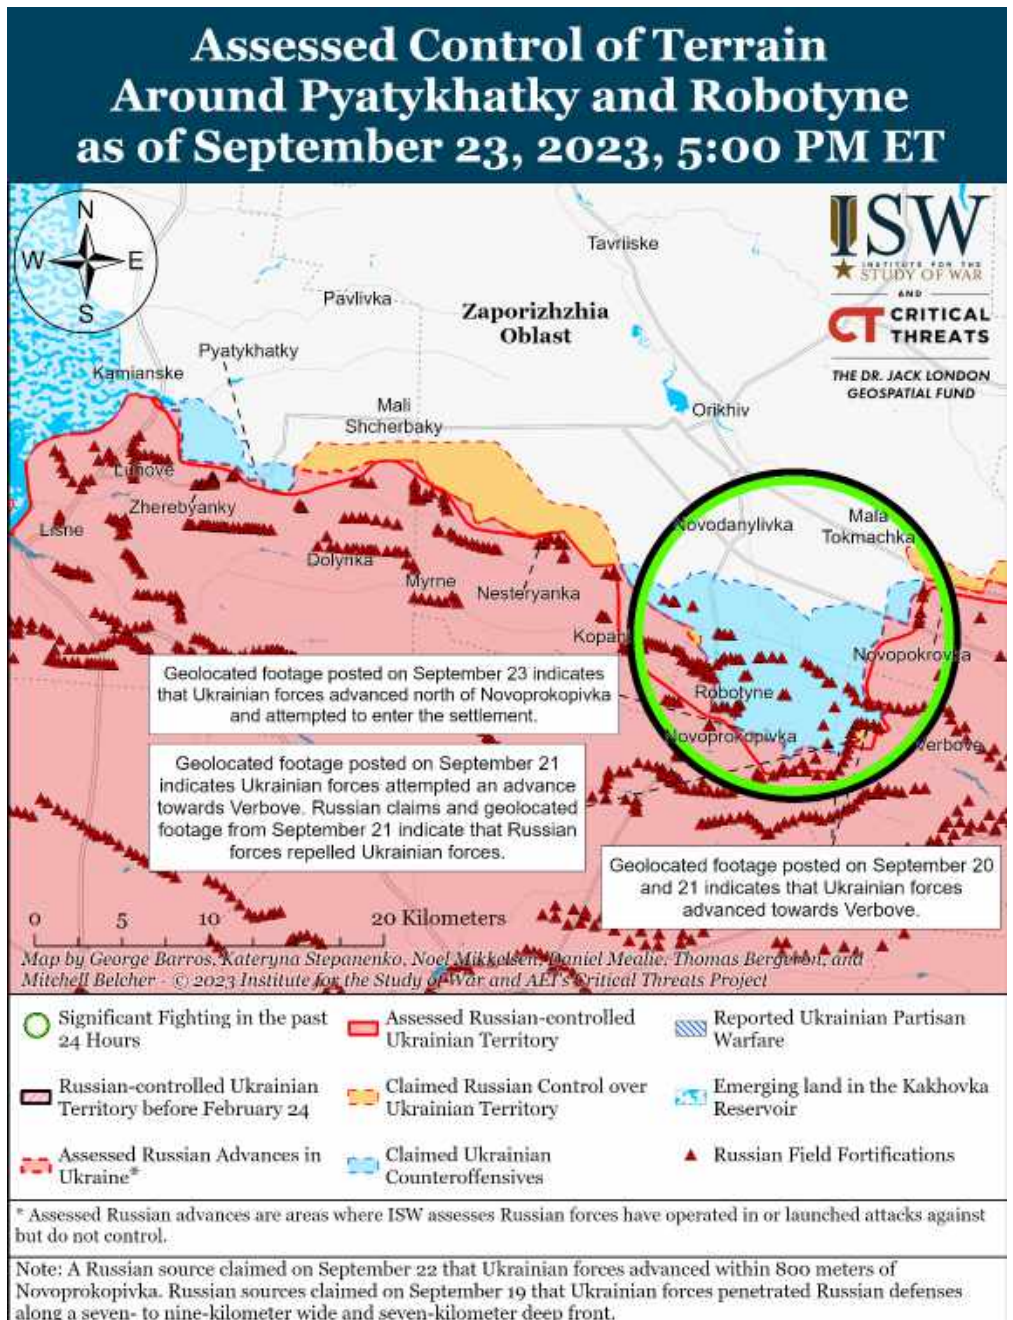 Assessed Control of Terrain
Around Pyatykhatky and Robotyne
as of September 23, 2023, 5:00 PM ET
N
W
E
S
ISW
INSTITUTE FOR THE
STUDY OF WAR
AND
CT CRITICAL
THREATS
THE DR. JACK LONDON
GEOSPATIAL FUND
Tavriiske
Pavlivka
Zaporizhzhia
Oblast
Pyatykhatky
Kamianske
Mali
Shcherbaky
Orikhiv
Luhove
Zherebyanky
Lisne
Novodanylivka
Mala
Tokmachka
Dolynka
Myrne
Nesteryanka
Kopani
Novopokrovka
Robotyne
Novoprokopivka
Verbove
Geolocated footage posted on September 23 indicates
that Ukrainian forces advanced north of Novoprokopivka
and attempted to enter the settlement.
Geolocated footage posted on September 21
indicates Ukrainian forces attempted an advance
towards Verbove. Russian claims and geolocated
footage from September 21 indicate that Russian
forces repelled Ukrainian forces.
Geolocated footage posted on September 20
and 21 indicates that Ukrainian forces
advanced towards Verbove.
0 5 10 20 Kilometers
Map by George Barros, Kateryna Stepanenko, Noel Mikkelsen, Daniel Mealie, Thomas Bergeron, and
Mitchell Belcher - © 2023 Institute for the Study of War and AEI's Critical Threats Project
Significant Fighting in the past
24 Hours
Assessed Russian-controlled
Ukrainian Territory
Reported Ukrainian Partisan
Warfare
Russian-controlled Ukrainian
Territory before February 24
Claimed Russian Control over
Ukrainian Territory
Emerging land in the Kakhovka
Reservoir
Assessed Russian Advances in
Ukraine*
Claimed Ukrainian
Counteroffensives
Russian Field Fortifications
* Assessed Russian advances are areas where ISW assesses Russian forces have operated in or launched attacks against
but do not control.
Note: A Russian source claimed on September 22 that Ukrainian forces advanced within 800 meters of
Novoprokopivka. Russian sources claimed on September 19 that Ukrainian forces penetrated Russian defenses
along a seven- to nine-kilometer wide and seven-kilometer deep front.